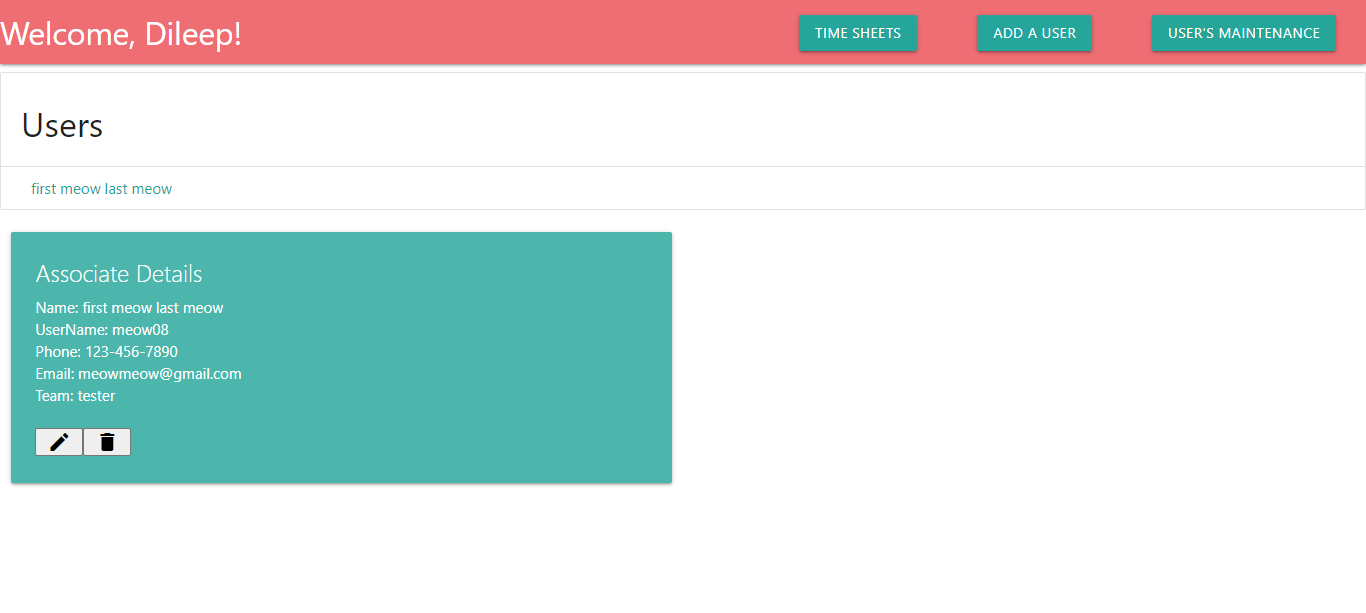 Welcome, Dileep!
TIME SHEETS
ADD A USER
USER'S MAINTENANCE
Users
first meow last meow
Associate Details
Name: first meow last meow
UserName: meow08
Phone: 123-456-7890
Email: meowmeow@gmail.com
Team: tester